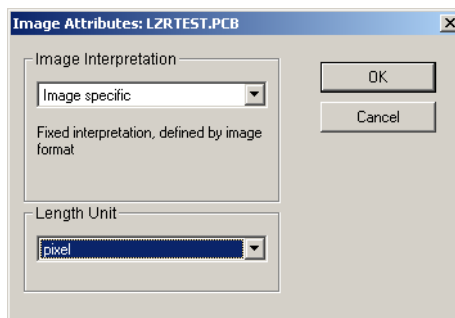 Image Attributes: LZRTEST.PCB
Image Interpretation
Image specific
Fixed interpretation, defined by image
format
OK
Cancel
Length Unit
pixel